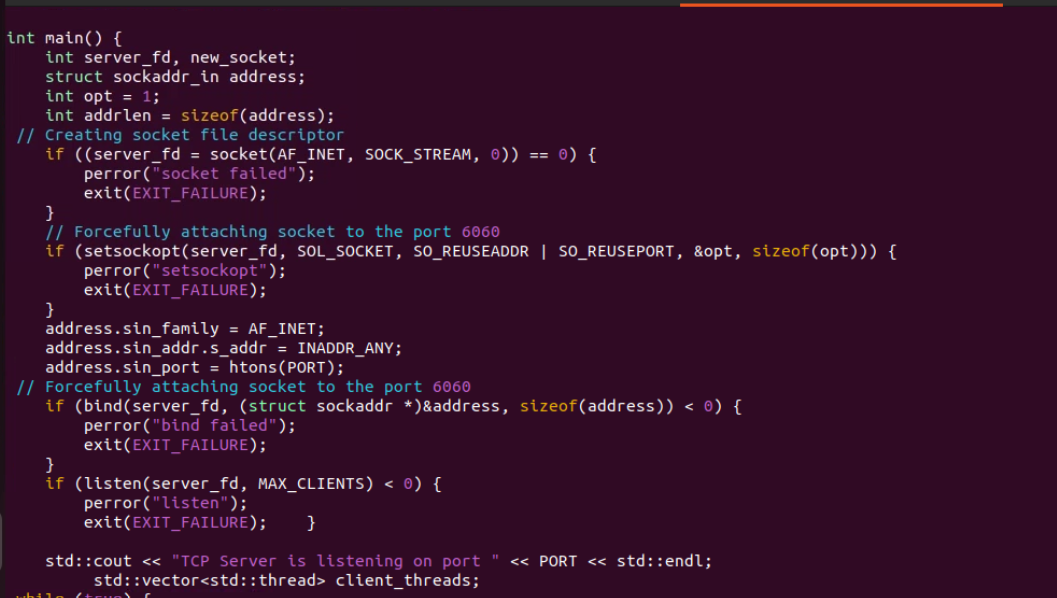 int main() {
    int server_fd, new_socket;
    struct sockaddr_in address;
    int opt = 1;
    int addrlen = sizeof(address);
 // Creating socket file descriptor
    if ((server_fd = socket(AF_INET, SOCK_STREAM, 0)) == 0) {
        perror("socket failed");
        exit(EXIT_FAILURE);
    }
    // Forcefully attaching socket to the port 6060
    if (setsockopt(server_fd, SOL_SOCKET, SO_REUSEADDR | SO_REUSEPORT, &opt, sizeof(opt))) {
        perror("setsockopt");
        exit(EXIT_FAILURE);
    }
    address.sin_family = AF_INET;
    address.sin_addr.s_addr = INADDR_ANY;
    address.sin_port = htons(PORT);
 // Forcefully attaching socket to the port 6060
    if (bind(server_fd, (struct sockaddr *)&address, sizeof(address)) < 0) {
        perror("bind failed");
        exit(EXIT_FAILURE);
    }
    if (listen(server_fd, MAX_CLIENTS) < 0) {
        perror("listen");
        exit(EXIT_FAILURE);    }

    std::cout << "TCP Server is listening on port " << PORT << std::endl;
         std::vector<std::thread> client_threads;
 while (true) {